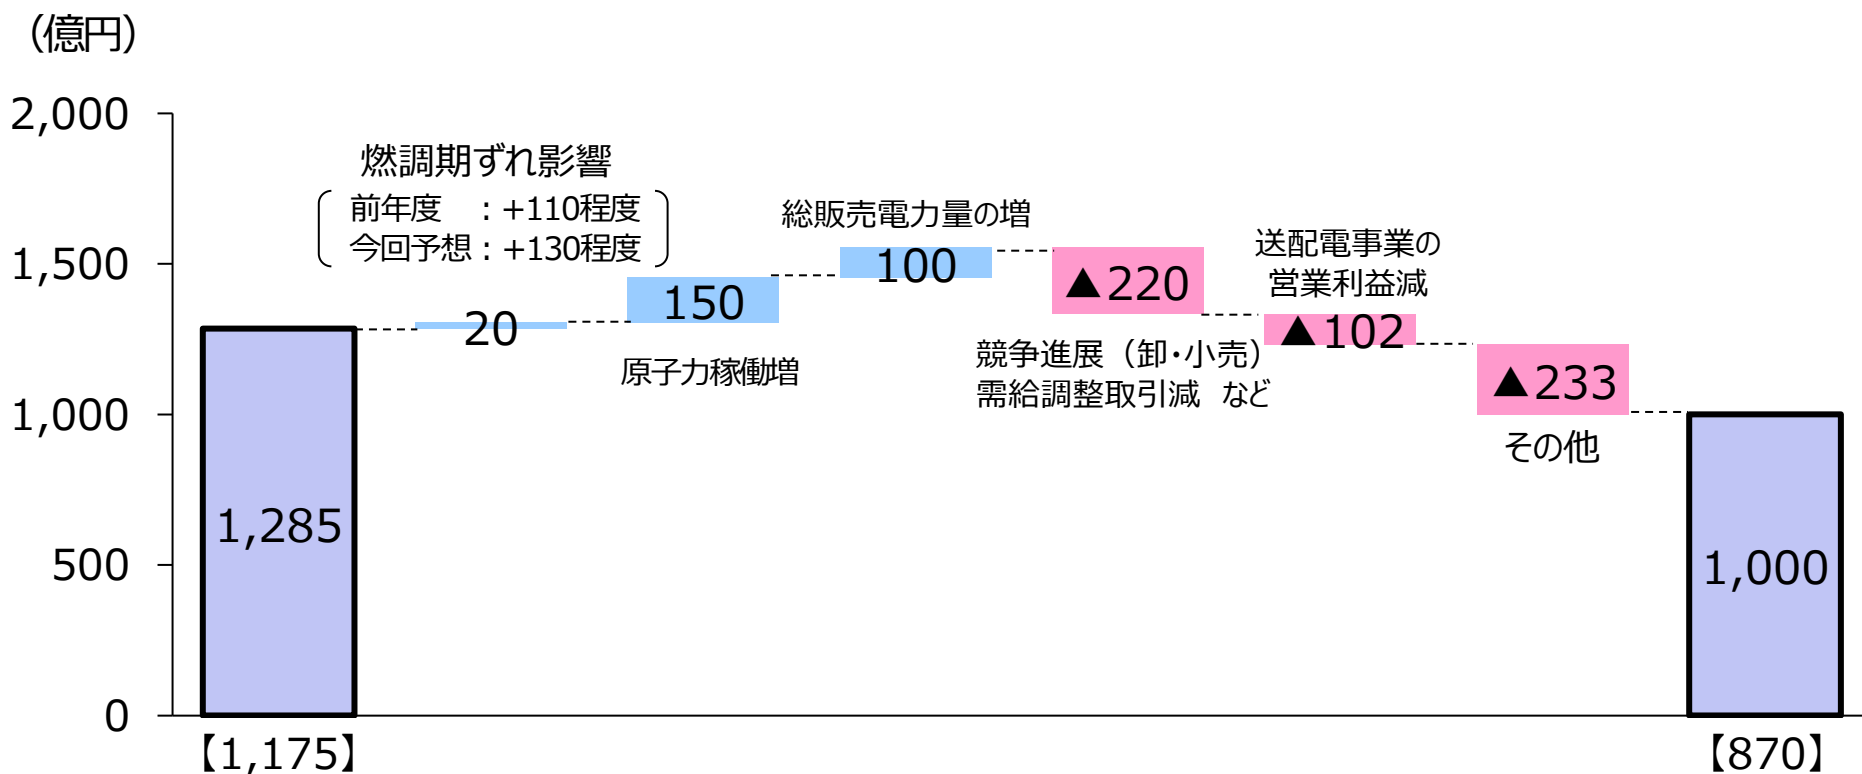 （億円）
2,000
1,500
1,000
500
0
燃調期ずれ影響
前年度　：+110程度
今回予想：+130程度
総販売電力量の増
送配電事業の
営業利益減
原子力稼働増
競争進展（卸・小売）
需給調整取引減　など
その他
1,285
20
150
100
▲220
▲102
▲233
1,000
【1,175】
【870】